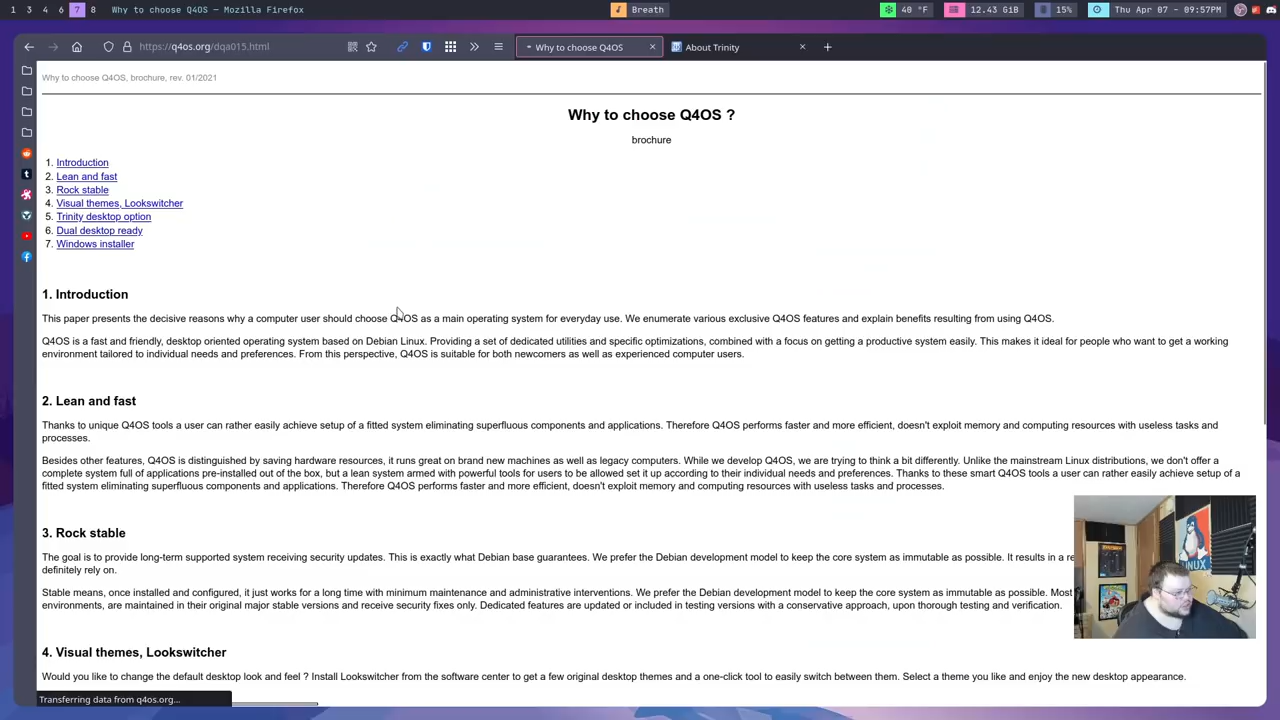 1 3 4 6 7 8 Why to choose Q4OS — Mozilla Firefox Breath 40 °F 12.43 GiB 15% Thu Apr 07 - 09:57PM
https://q4os.org/dqa015.html Why to choose Q4OS About Trinity
Why to choose Q4OS, brochure, rev. 01/2021
Why to choose Q4OS ?
brochure
1. Introduction
2. Lean and fast
3. Rock stable
4. Visual themes, Lookswitcher
5. Trinity desktop option
6. Dual desktop ready
7. Windows installer
1. Introduction
This paper presents the decisive reasons why a computer user should choose Q4OS as a main operating system for everyday use. We enumerate various exclusive Q4OS features and explain benefits resulting from using Q4OS.
Q4OS is a fast and friendly, desktop oriented operating system based on Debian Linux. Providing a set of dedicated utilities and specific optimizations, combined with a focus on getting a productive system easily. This makes it ideal for people who want to get a working
environment tailored to individual needs and preferences. From this perspective, Q4OS is suitable for both newcomers as well as experienced computer users.
2. Lean and fast
Thanks to unique Q4OS tools a user can rather easily achieve setup of a fitted system eliminating superfluous components and applications. Therefore Q4OS performs faster and more efficient, doesn't exploit memory and computing resources with useless tasks and
processes.
Besides other features, Q4OS is distinguished by saving hardware resources, it runs great on brand new machines as well as legacy computers. While we develop Q4OS, we are trying to think a bit differently. Unlike the mainstream Linux distributions, we don't offer a
complete system full of applications pre-installed out of the box, but a lean system armed with powerful tools for users to be allowed set it up according to their individual needs and preferences. Thanks to these smart Q4OS tools a user can rather easily achieve setup of a
fitted system eliminating superfluous components and applications. Therefore Q4OS performs faster and more efficient, doesn't exploit memory and computing resources with useless tasks and processes.
3. Rock stable
The goal is to provide long-term supported system receiving security updates. This is exactly what Debian base guarantees. We prefer the Debian development model to keep the core system as immutable as possible. It results in a re
definitely rely on.
Stable means, once installed and configured, it just works for a long time with minimum maintenance and administrative interventions. We prefer the Debian development model to keep the core system as immutable as possible. Most
environments, are maintained in their original major stable versions and receive security fixes only. Dedicated features are updated or included in testing versions with a conservative approach, upon thorough testing and verification.
4. Visual themes, Lookswitcher
Would you like to change the default desktop look and feel ? Install Lookswitcher from the software center to get a few original desktop themes and a one-click tool to easily switch between them. Select a theme you like and enjoy the new desktop appearance.
Transferring data from q4os.org...